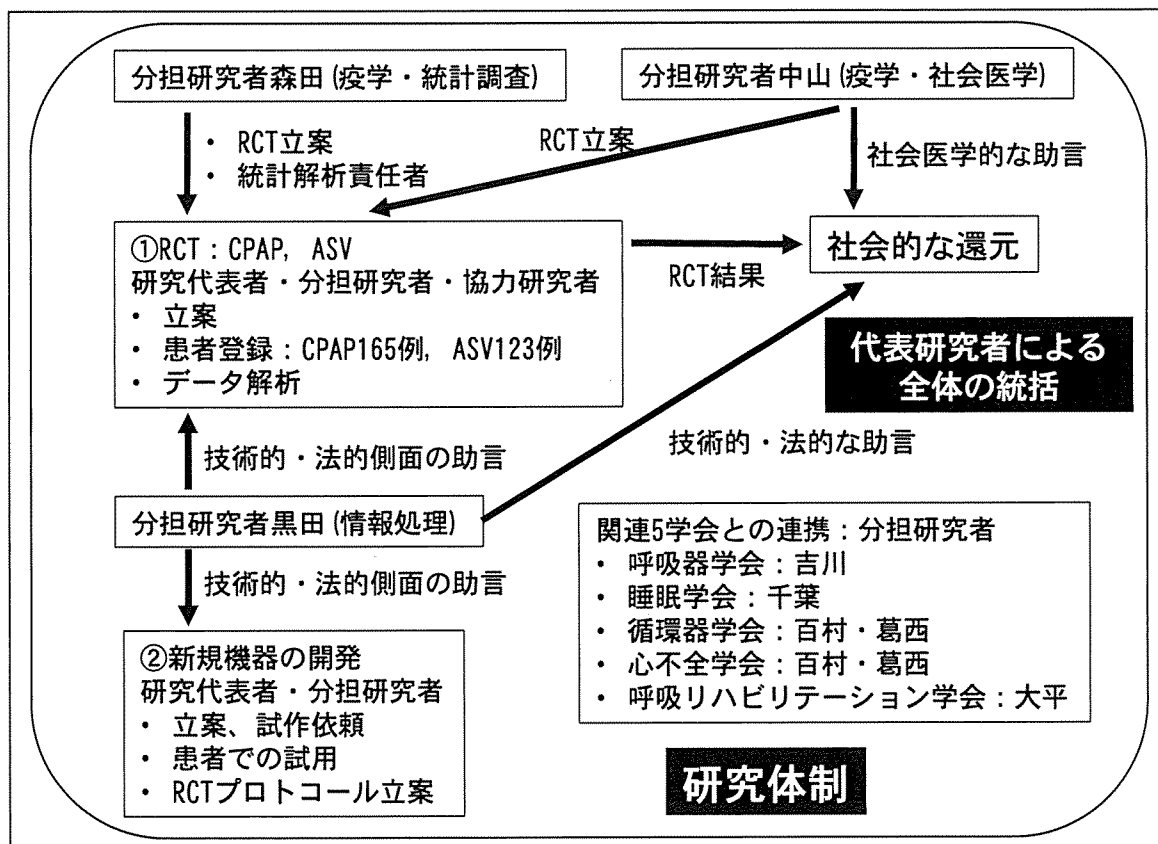 分担研究者森田(疫学・統計調査)
分担研究者中山(疫学・社会医学)
・ RCT立案
・ 統計解析責任者
RCT立案
社会医学的な助言
①RCT：CPAP, ASV
研究代表者・分担研究者・協力研究者
・ 立案
・ 患者登録：CPAP165例, ASV123例
・ データ解析
RCT結果
社会的な還元
代表研究者による
全体の統括
技術的・法的側面の助言
技術的・法的な助言
分担研究者黒田(情報処理)
技術的・法的側面の助言
関連5学会との連携：分担研究者
・ 呼吸器学会：吉川
・ 睡眠学会：千葉
・ 循環器学会：百村・葛西
・ 心不全学会：百村・葛西
・ 呼吸リハビリテーション学会：大平
②新規機器の開発
研究代表者・分担研究者
・ 立案、試作依頼
・ 患者での試用
・ RCTプロトコール立案
研究体制